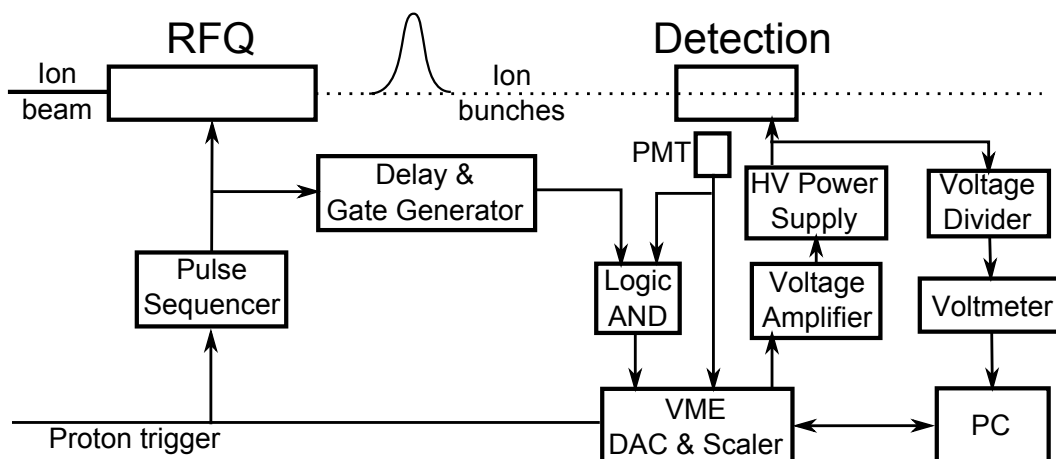 RFQ
Detection
Ion
beam
Ion
bunches
PMT
Delay &
Gate Generator
HV Power
Supply
Voltage
Divider
Pulse
Sequencer
Logic
AND
Voltage
Amplifier
Voltmeter
Proton trigger
VME
DAC & Scaler
PC